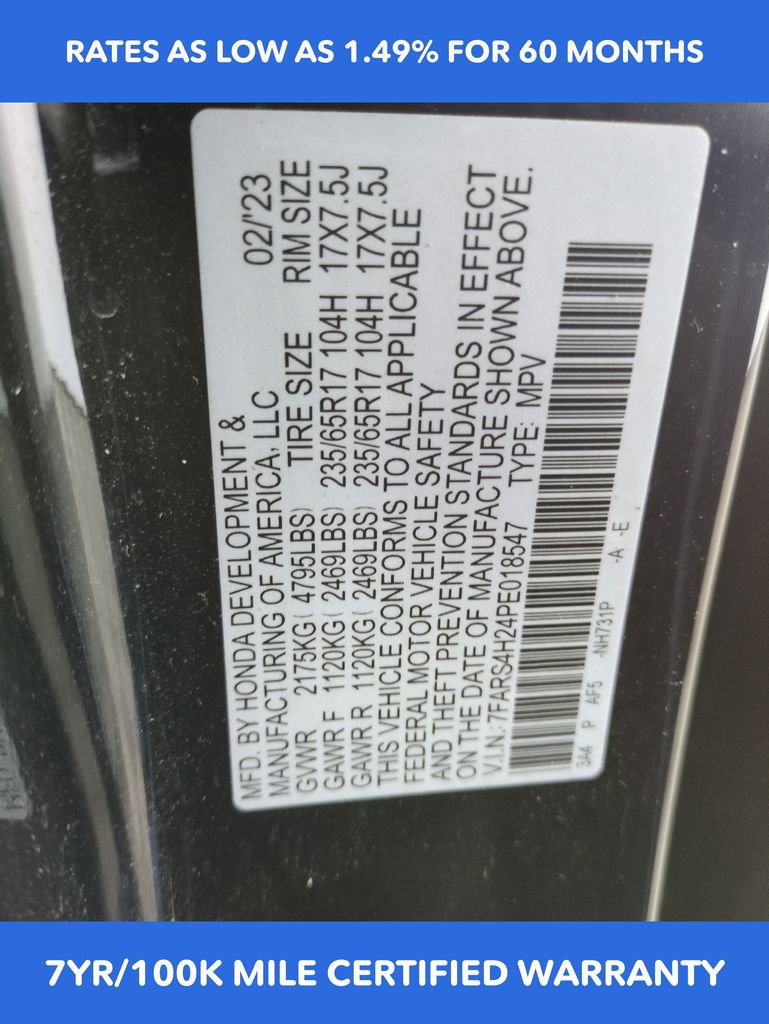 RATES AS LOW AS 1.49% FOR 60 MONTHS
MFD. BY HONDA DEVELOPMENT & 02/'23
MANUFACTURING OF AMERICA, LLC RIM SIZE
GVWR 2175KG( 4795LBS) TIRE SIZE
GAWR F 1120KG( 2469LBS) 235/65R17 104H 17X7.5J
GAWR R 1120KG( 2469LBS) 235/65R17 104H 17X7.5J
THIS VEHICLE CONFORMS TO ALL APPLICABLE
FEDERAL MOTOR VEHICLE SAFETY
AND THEFT PREVENTION STANDARDS IN EFFECT
ON THE DATE OF MANUFACTURE SHOWN ABOVE.
V.I.N.: 7FARS4H24PE018547 TYPE: MPV
3A4 P AF5 -NH731P -A -E
7YR/100K MILE CERTIFIED WARRANTY